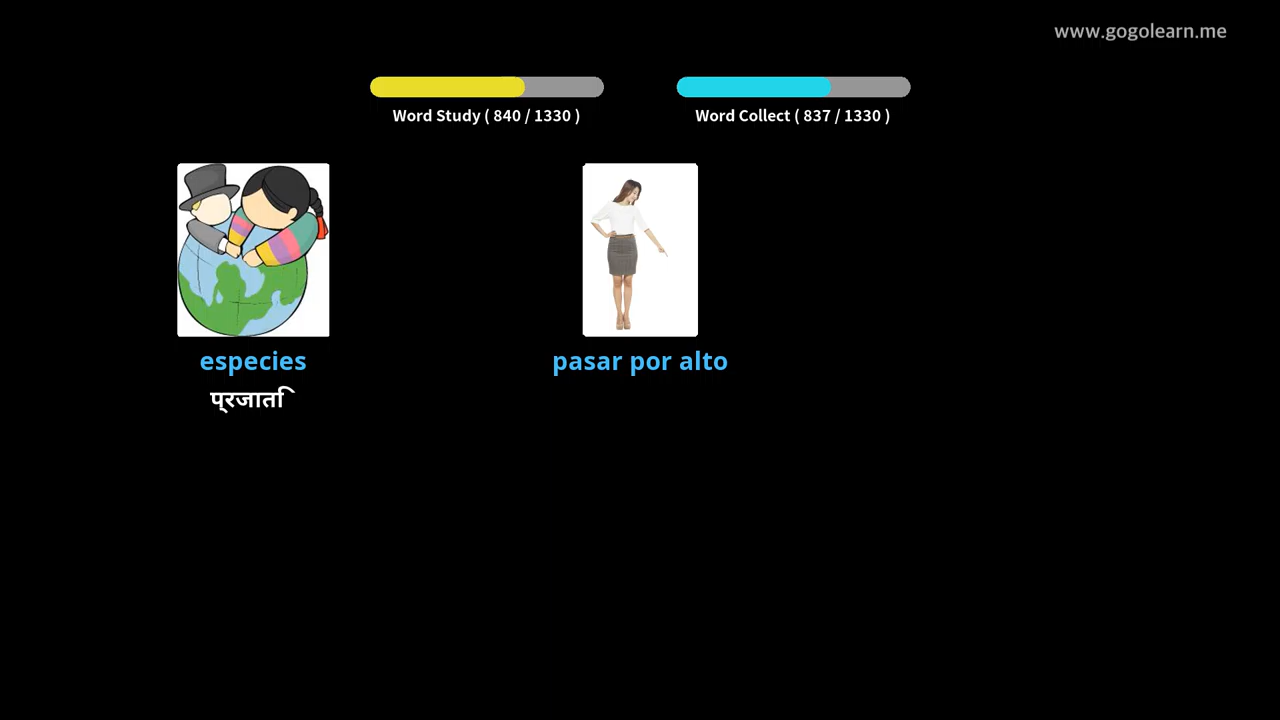 www.gogolearn.me
Word Study ( 840 / 1330 )
Word Collect ( 837 / 1330 )
especies
pasar por alto
प्रजाति